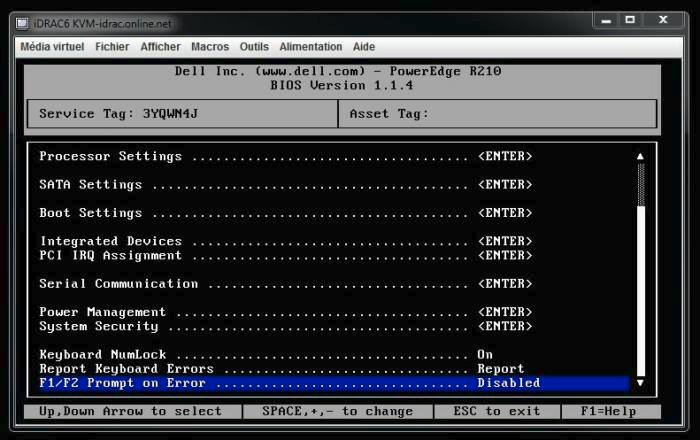 iDRAC6 KVM-idrac.online.net
Média virtuel Fichier Afficher Macros Outils Alimentation Aide
Dell Inc. (www.dell.com) - PowerEdge R210
BIOS Version 1.1.4
Service Tag: 3YQWN4J Asset Tag:
Processor Settings ................................... <ENTER>
SATA Settings ........................................ <ENTER>
Boot Settings ........................................ <ENTER>
Integrated Devices ................................... <ENTER>
PCI IRQ Assignment ................................... <ENTER>
Serial Communication ................................. <ENTER>
Power Management ..................................... <ENTER>
System Security ...................................... <ENTER>
Keyboard NumLock ..................................... On
Report Keyboard Errors ............................... Report
F1/F2 Prompt on Error ................................ Disabled
Up,Down Arrow to select SPACE,+,- to change ESC to exit F1=Help